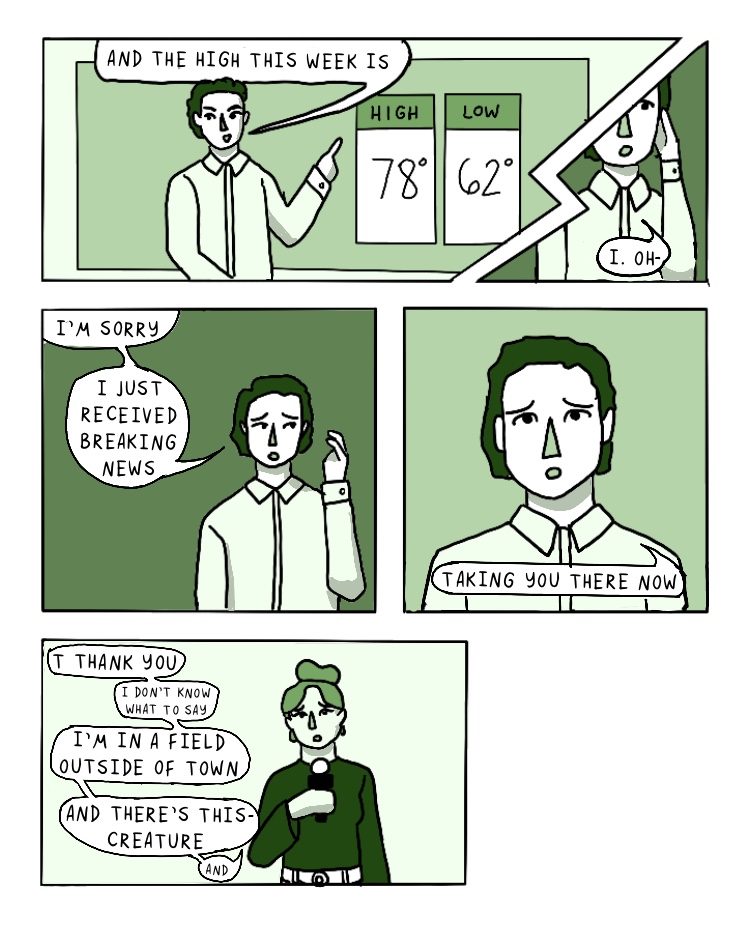 AND THE HIGH THIS WEEK IS
HIGH
LOW
78°
62°
I. OH-
I'M SORRY
I JUST
RECEIVED
BREAKING
NEWS
TAKING YOU THERE NOW
T THANK YOU
I DON'T KNOW
WHAT TO SAY
I'M IN A FIELD
OUTSIDE OF TOWN
AND THERE'S THIS-
CREATURE
AND